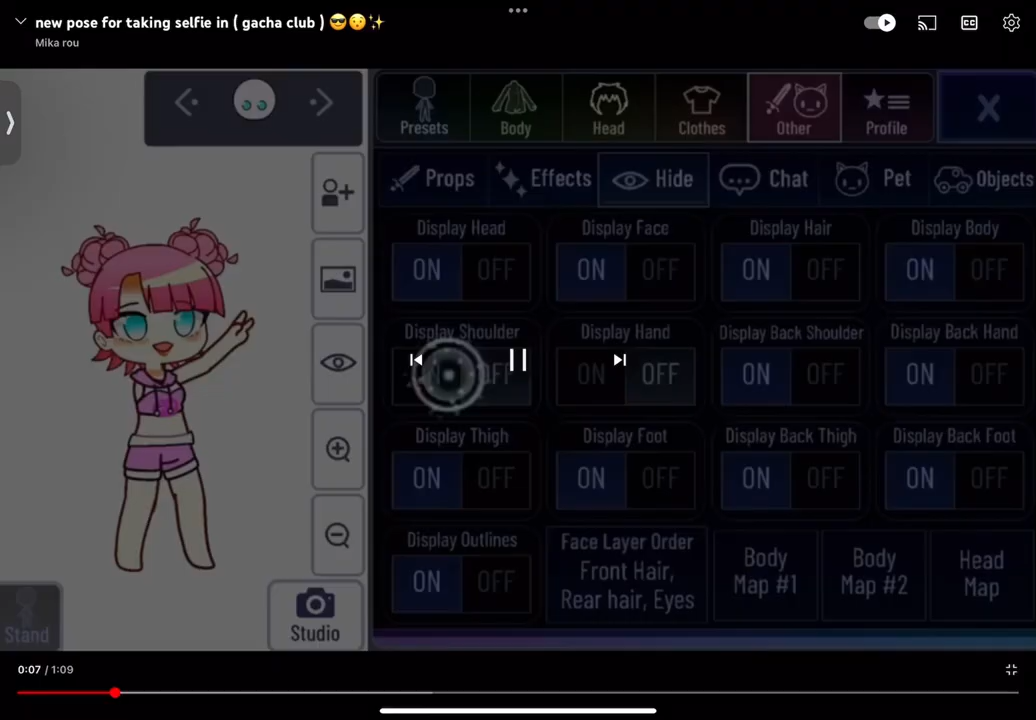 new pose for taking selfie in ( gacha club ) 😎😗✨
Mika rou
CC
Presets
Body
Head
Clothes
Other
Profile
X
Props
Effects
Hide
Chat
Pet
Objects
Display Head
Display Face
Display Hair
Display Body
ON OFF
ON OFF
ON OFF
ON OFF
Display Shoulder
Display Hand
Display Back Shoulder
Display Back Hand
OFF
ON OFF
ON OFF
ON OFF
Display Thigh
Display Foot
Display Back Thigh
Display Back Foot
ON OFF
ON OFF
ON OFF
ON OFF
Display Outlines
ON OFF
Face Layer Order
Front Hair,
Rear hair, Eyes
Body
Map #1
Body
Map #2
Head
Map
Stand
Studio
0:07 / 1:09